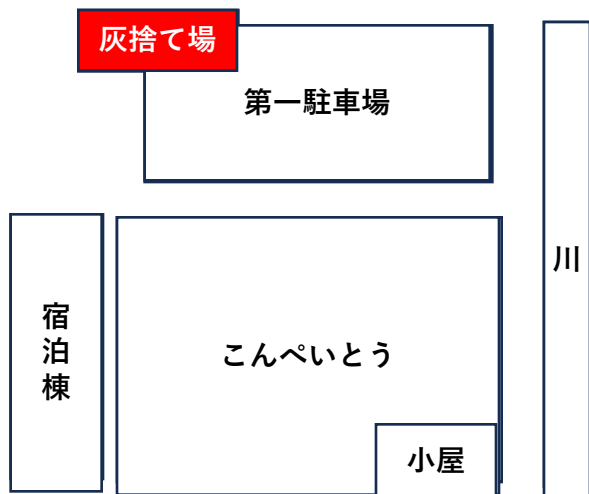 灰捨て場
第一駐車場
川
宿泊棟
こんぺいとう
小屋